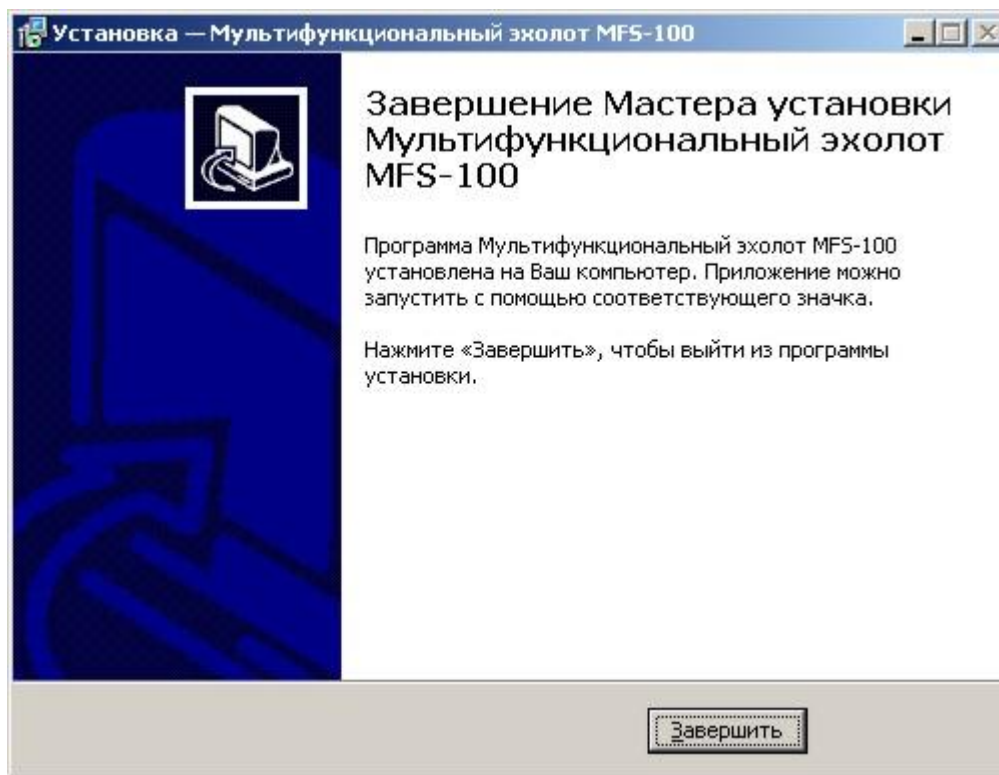 Установка — Мультифункциональный эхолот MFS-100
Завершение Мастера установки
Мультифункциональный эхолот
MFS-100
Программа Мультифункциональный эхолот MFS-100
установлена на Ваш компьютер. Приложение можно
запустить с помощью соответствующего значка.
Нажмите «Завершить», чтобы выйти из программы
установки.
Завершить